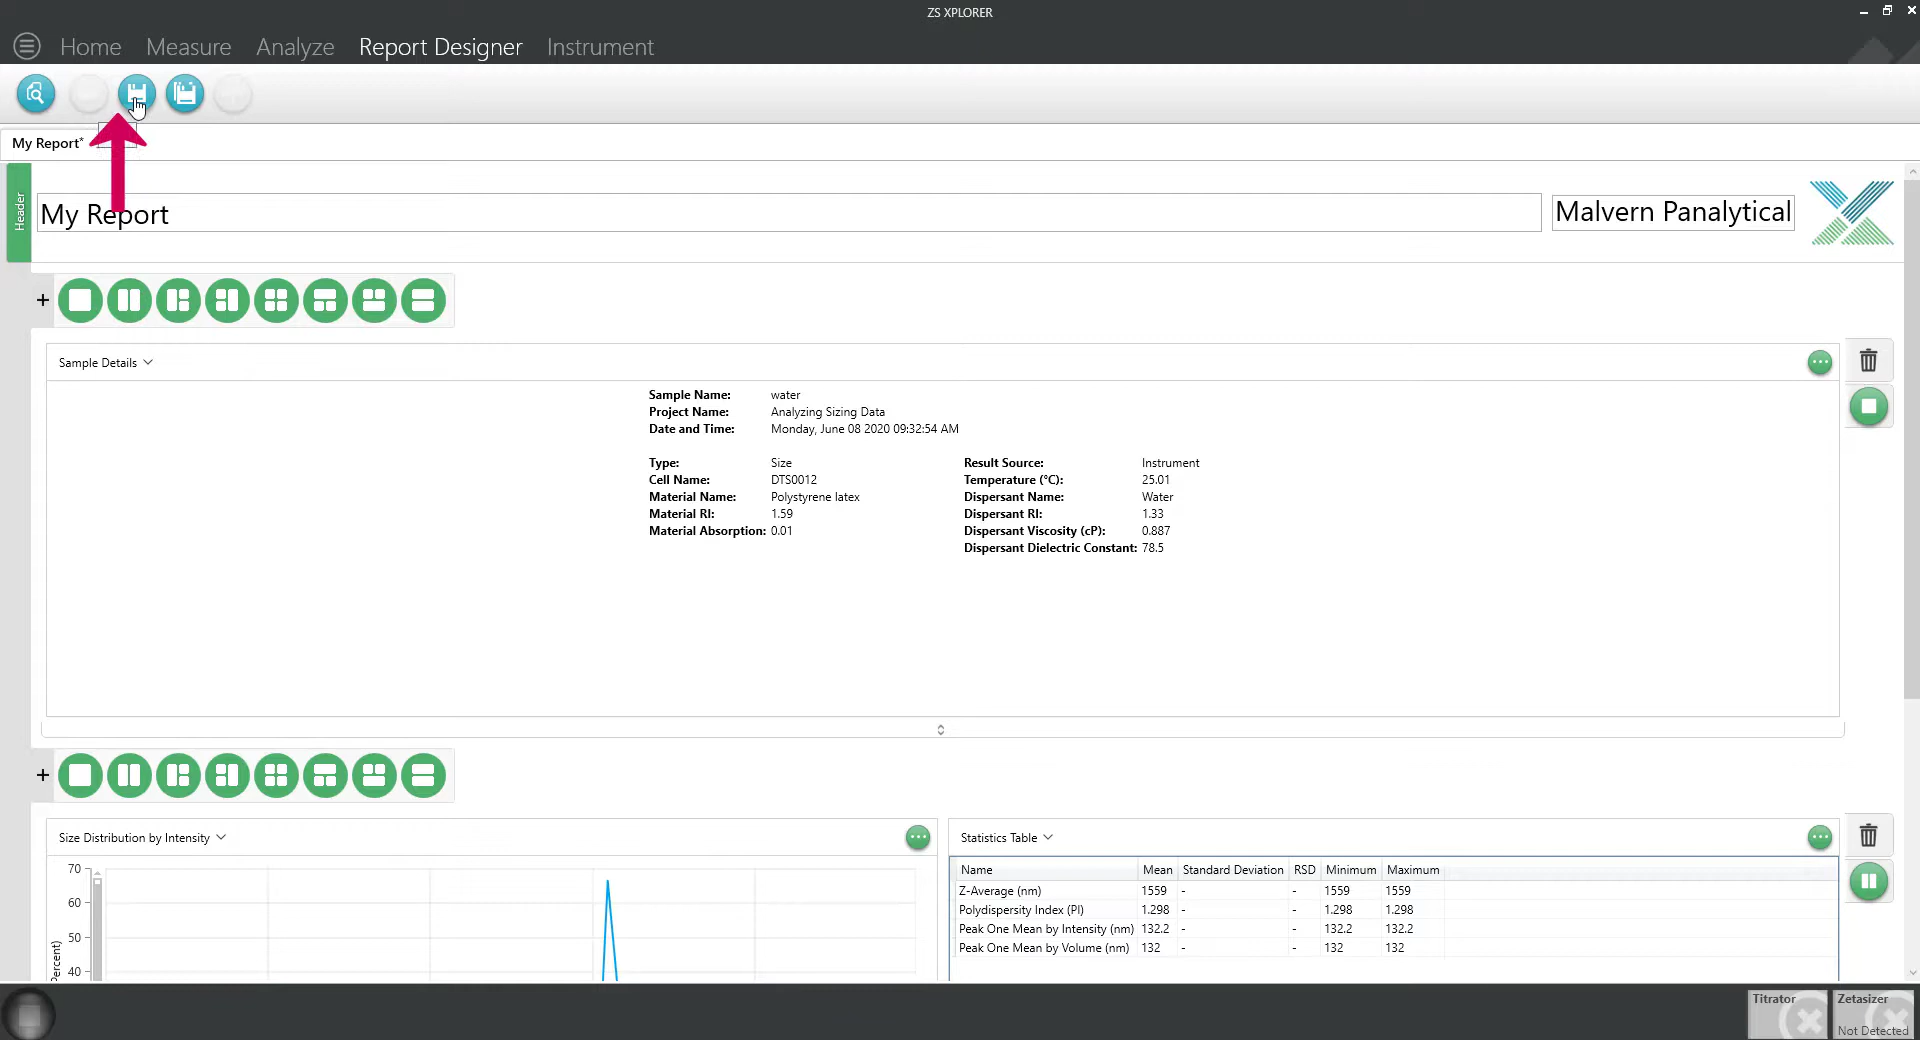 ZS XPLORER
Home Measure Analyze Report Designer Instrument
My Report*
Header
My Report
Malvern Panalytical
+
Sample Details
Sample Name: water
Project Name: Analyzing Sizing Data
Date and Time: Monday, June 08 2020 09:32:54 AM
Type: Size Result Source: Instrument
Cell Name: DTS0012 Temperature (°C): 25.01
Material Name: Polystyrene latex Dispersant Name: Water
Material RI: 1.59 Dispersant RI: 1.33
Material Absorption: 0.01 Dispersant Viscosity (cP): 0.887
Dispersant Dielectric Constant: 78.5
+
Size Distribution by Intensity
70
60
50
40
Percent)
Statistics Table
Name Mean Standard Deviation RSD Minimum Maximum
Z-Average (nm) 1559 - - 1559 1559
Polydispersity Index (PI) 1.298 - - 1.298 1.298
Peak One Mean by Intensity (nm) 132.2 - - 132.2 132.2
Peak One Mean by Volume (nm) 132 - - 132 132
Titrator
Zetasizer
Not Detected